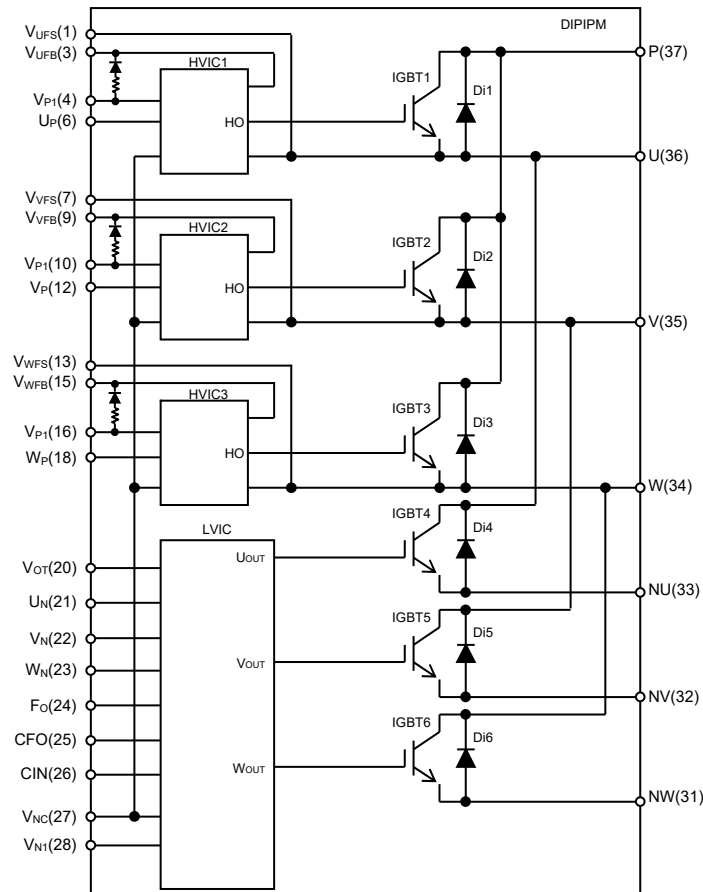 DIPIPM
VUFS(1)
VUFB(3)
HVIC1
VP1(4)
UP(6)
HO
IGBT1
Di1
P(37)
U(36)
VVFS(7)
VVFB(9)
HVIC2
VP1(10)
VP(12)
HO
IGBT2
Di2
V(35)
VWFS(13)
VWFB(15)
HVIC3
VP1(16)
WP(18)
HO
IGBT3
Di3
W(34)
LVIC
IGBT4
Di4
UOUT
NU(33)
VOT(20)
UN(21)
VN(22)
WN(23)
FO(24)
CFO(25)
CIN(26)
VNC(27)
VN1(28)
IGBT5
Di5
VOUT
NV(32)
IGBT6
Di6
WOUT
NW(31)